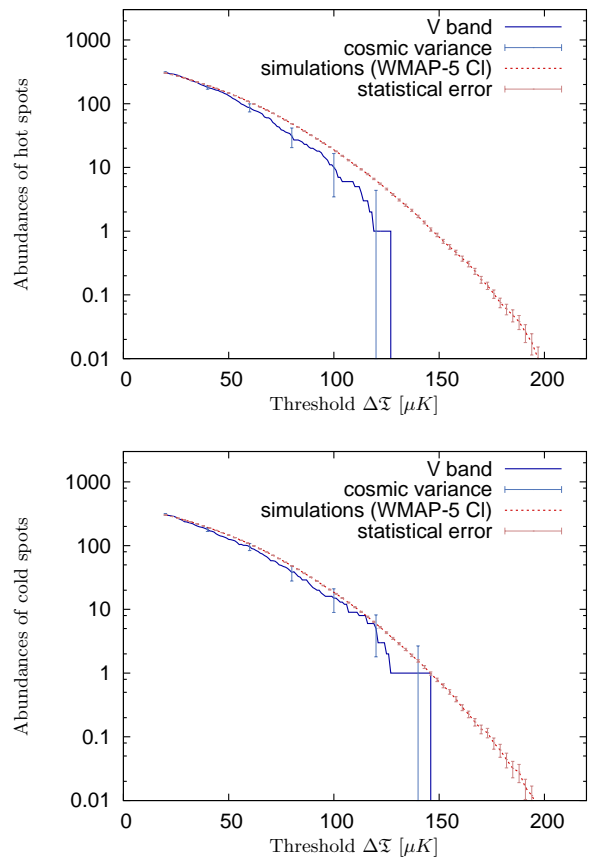 1000
100
10
1
0.1
0.01
Abundances of hot spots
V band
cosmic variance
simulations (WMAP-5 Cl)
statistical error
0 50 100 150 200
Threshold Δ𝔗 [μK]
1000
100
10
1
0.1
0.01
Abundances of cold spots
V band
cosmic variance
simulations (WMAP-5 Cl)
statistical error
0 50 100 150 200
Threshold Δ𝔗 [μK]